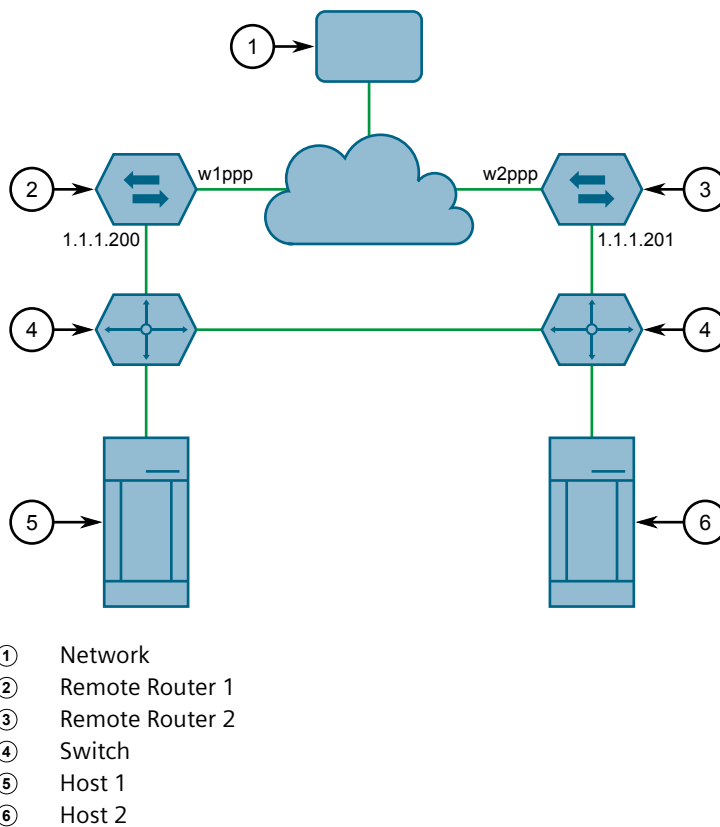 1
w1ppp w2ppp
2 3
1.1.1.200 1.1.1.201
4 4
5 6
1 Network
2 Remote Router 1
3 Remote Router 2
4 Switch
5 Host 1
6 Host 2